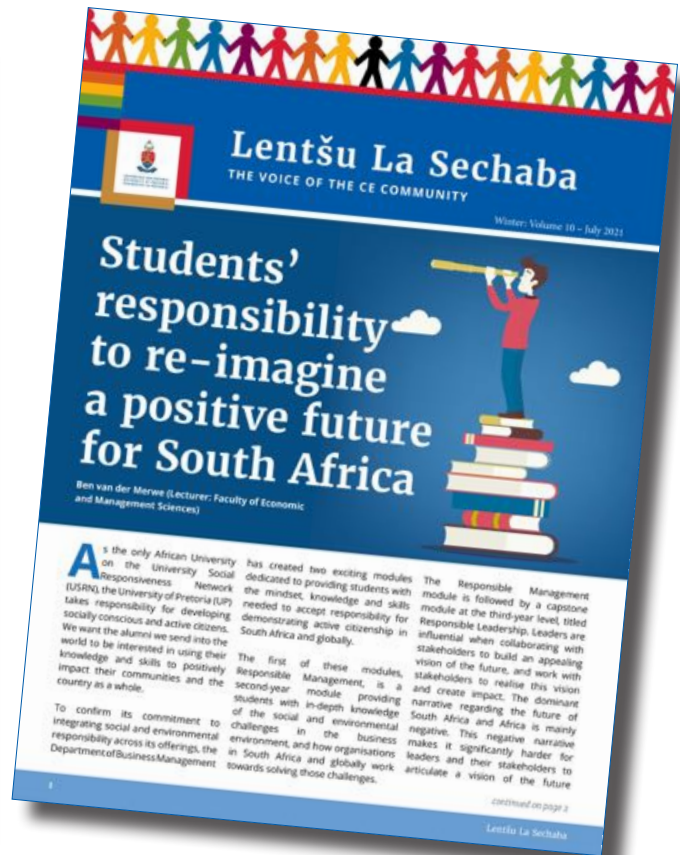 Lentšu La Sechaba
THE VOICE OF THE CE COMMUNITY
Winter: Volume 10 – July 2021
Students’
responsibility
to re-imagine
a positive future
for South Africa
Ben van der Merwe (Lecturer: Faculty of Economic
and Management Sciences)
As the only African University
on the University Social
Responsiveness Network
(USRN), the University of Pretoria (UP)
takes responsibility for developing
socially conscious and active citizens.
We want the alumni we send into the
world to be interested in using their
knowledge and skills to positively
impact their communities and the
country as a whole.
To confirm its commitment to
integrating social and environmental
responsibility across its offerings, the
Department of Business Management
has created two exciting modules
dedicated to providing students with
the mindset, knowledge and skills
needed to accept responsibility for
demonstrating active citizenship in
South Africa and globally.
The first of these modules,
Responsible Management, is a
second-year module providing
students with in-depth knowledge
of the social and environmental
challenges in the business
environment, and how organisations
in South Africa and globally work
towards solving those challenges.
The Responsible Management
module is followed by a capstone
module at the third-year level, titled
Responsible Leadership. Leaders are
influential when collaborating with
stakeholders to build an appealing
vision of the future, and work with
stakeholders to realise this vision
and create impact. The dominant
narrative regarding the future of
South Africa and Africa is mainly
negative. This negative narrative
makes it significantly harder for
leaders and their stakeholders to
articulate a vision of the future
continued on page 2
Lentšu La Sechaba